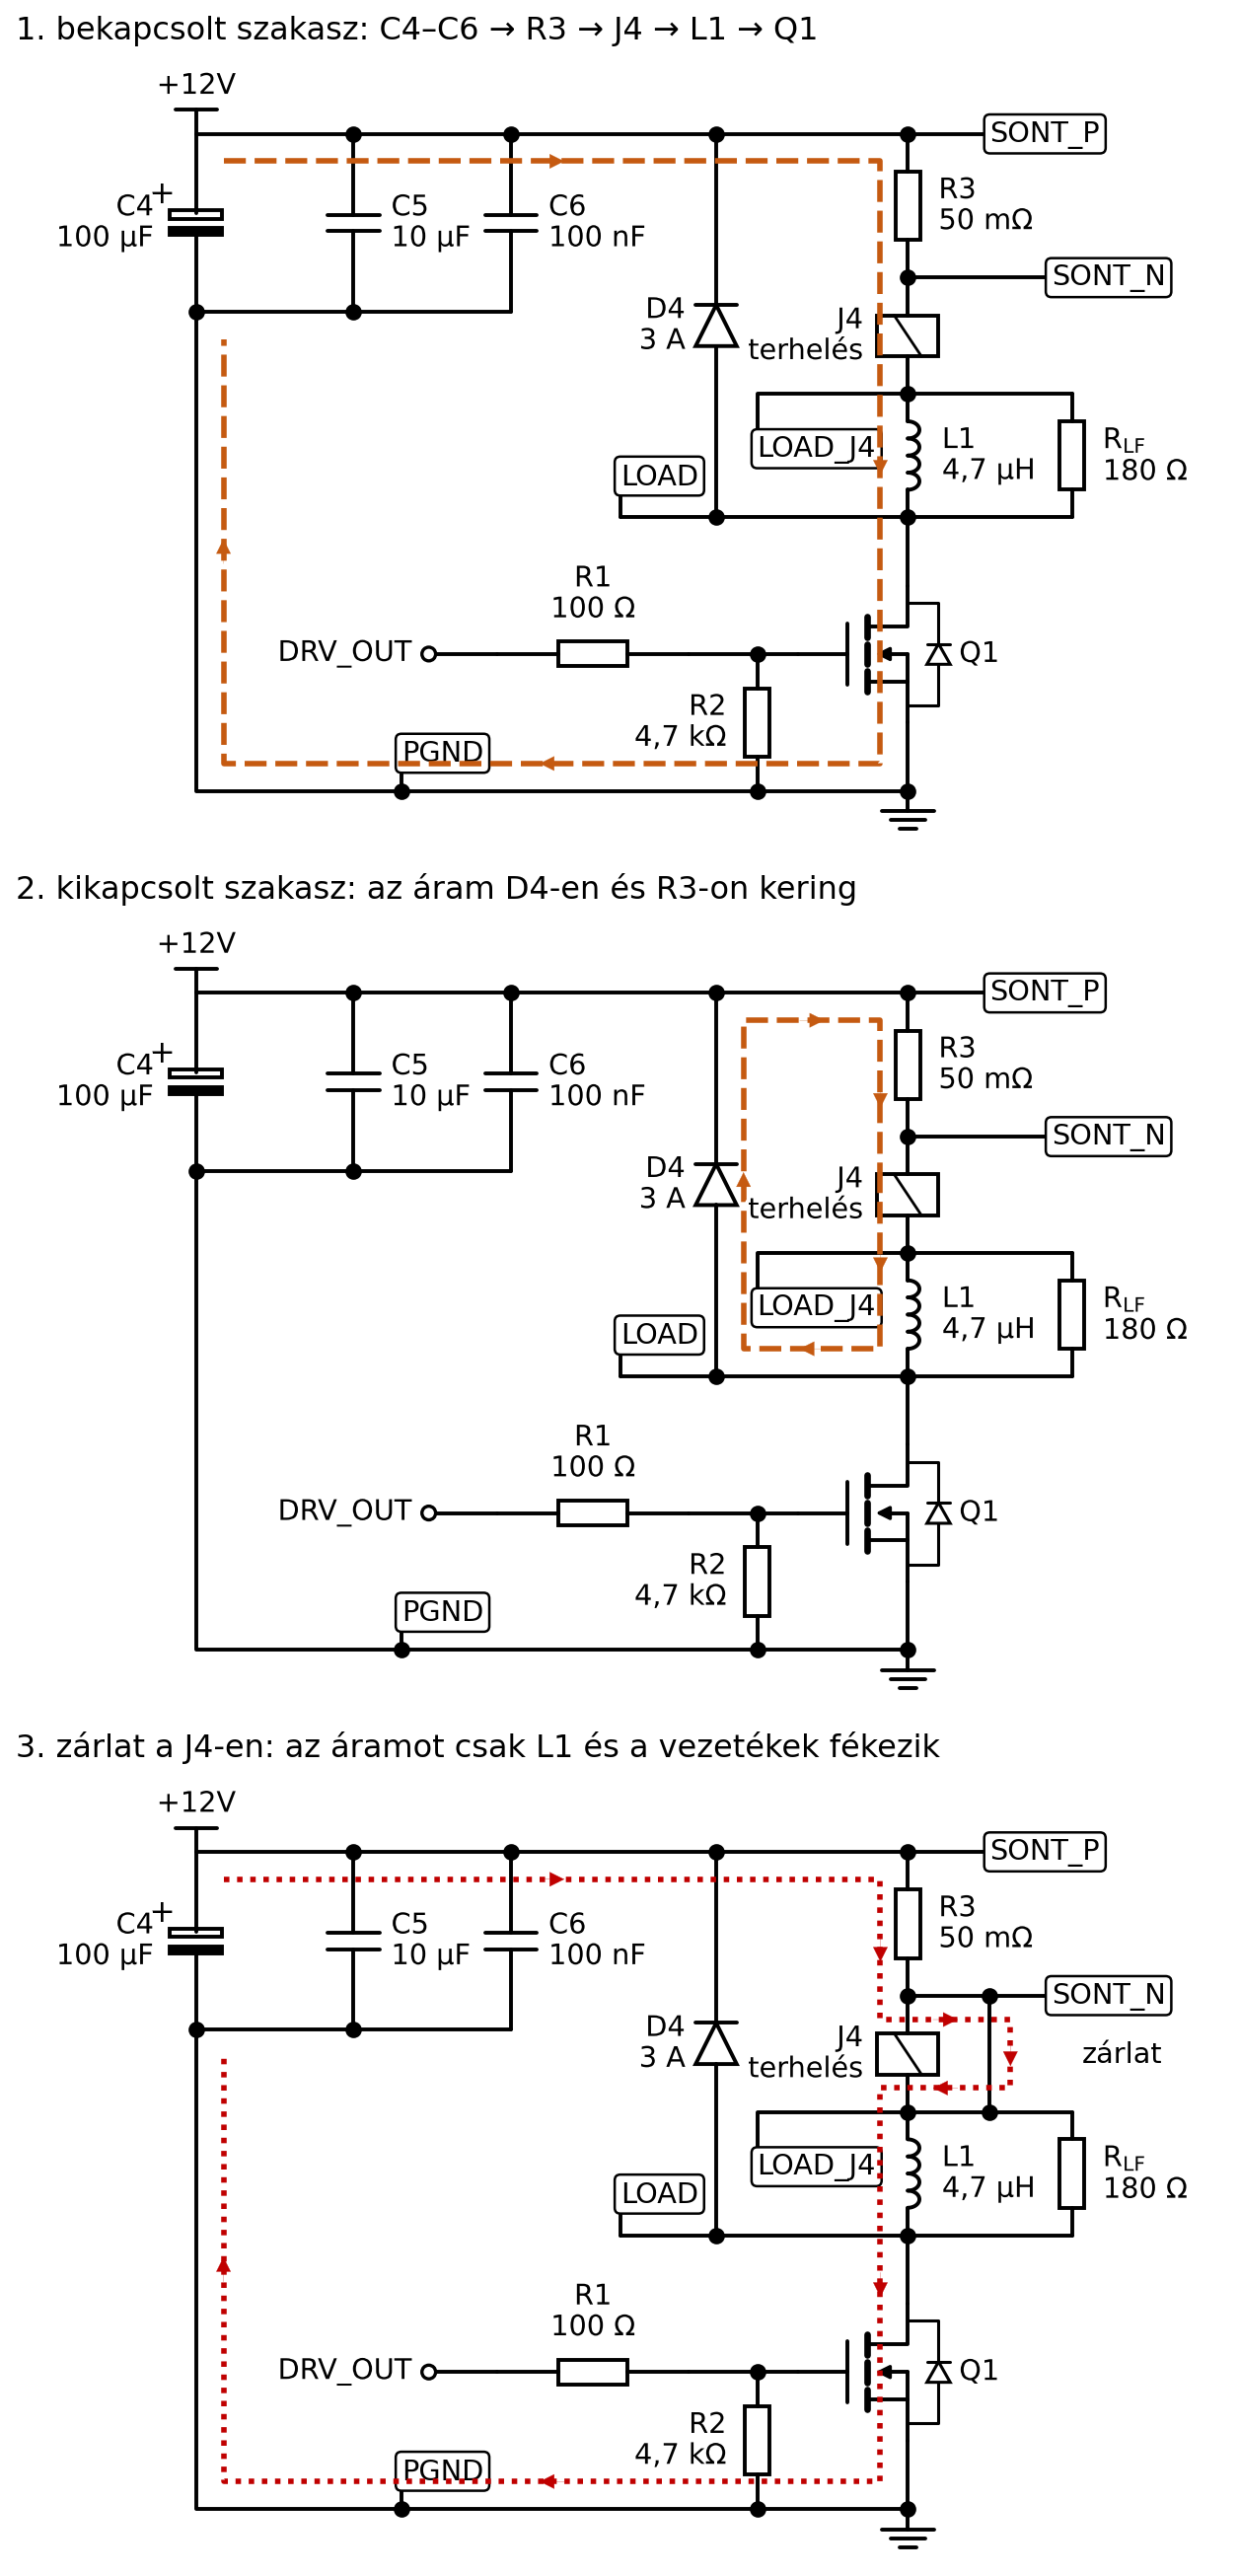 1. bekapcsolt szakasz: C4–C6 → R3 → J4 → L1 → Q1
+12V
SONT_P
C4
+
100 µF
C5
10 µF
C6
100 nF
R3
50 mΩ
SONT_N
D4
3 A
J4
terhelés
LOAD_J4
L1
4,7 µH
RLF
180 Ω
LOAD
R1
100 Ω
DRV_OUT
Q1
R2
4,7 kΩ
PGND
2. kikapcsolt szakasz: az áram D4-en és R3-on kering
+12V
SONT_P
C4
+
100 µF
C5
10 µF
C6
100 nF
R3
50 mΩ
SONT_N
D4
3 A
J4
terhelés
LOAD_J4
L1
4,7 µH
RLF
180 Ω
LOAD
R1
100 Ω
DRV_OUT
Q1
R2
4,7 kΩ
PGND
3. zárlat a J4-en: az áramot csak L1 és a vezetékek fékezik
+12V
SONT_P
C4
+
100 µF
C5
10 µF
C6
100 nF
R3
50 mΩ
SONT_N
D4
3 A
J4
terhelés
zárlat
LOAD_J4
L1
4,7 µH
RLF
180 Ω
LOAD
R1
100 Ω
DRV_OUT
Q1
R2
4,7 kΩ
PGND